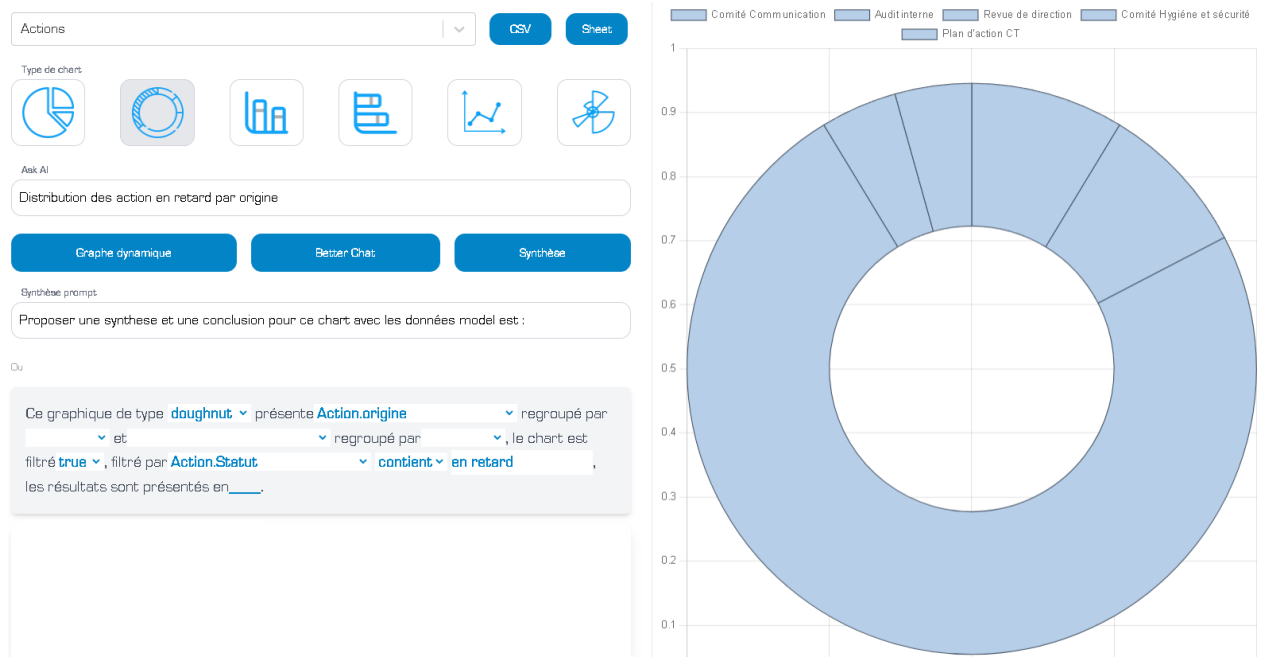 Actions
CSV
Sheet
Type de chart
Ask AI
Distribution des action en retard par origine
Graphe dynamique
Better Chat
Synthèse
Synthèse prompt
Proposer une synthese et une conclusion pour ce chart avec les données model est :
Ou
Ce graphique de type doughnut présente Action.origine regroupé par
et regroupé par , le chart est
filtré true , filtré par Action.Statut contient en retard ,
les résultats sont présentés en____.
Comité Communication Audit interne Revue de direction Comité Hygiéne et sécurité
Plan d'action CT
1
0.9
0.8
0.7
0.6
0.5
0.4
0.3
0.2
0.1